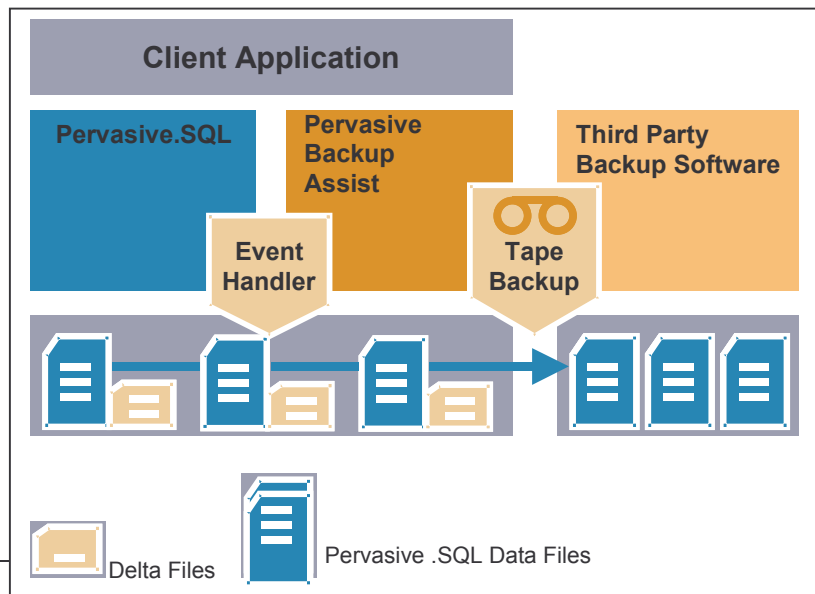 Client Application
Pervasive.SQL
Pervasive
Backup
Assist
Third Party
Backup Software
Event
Handler
Tape
Backup
Delta Files
Pervasive .SQL Data Files